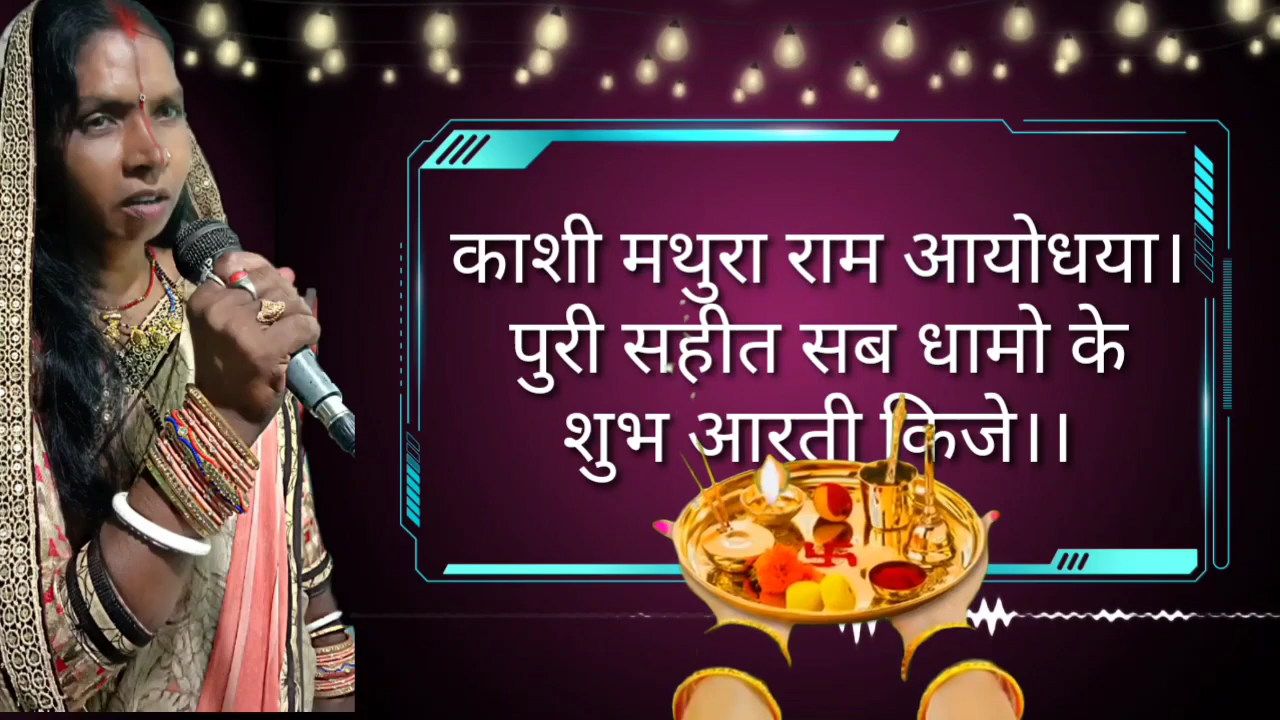 काशी मथुरा राम आयोधया।
पुरी सहीत सब धामो के
शुभ आरती किजे।।